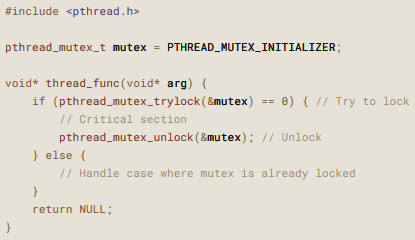 #include <pthread.h>
pthread_mutex_t mutex = PTHREAD_MUTEX_INITIALIZER;
void* thread_func(void* arg) {
if (pthread_mutex_trylock(&mutex) == 0) { // Try to lock
// Critical section
pthread_mutex_unlock(&mutex); // Unlock
} else {
// Handle case where mutex is already locked
}
return NULL;
}